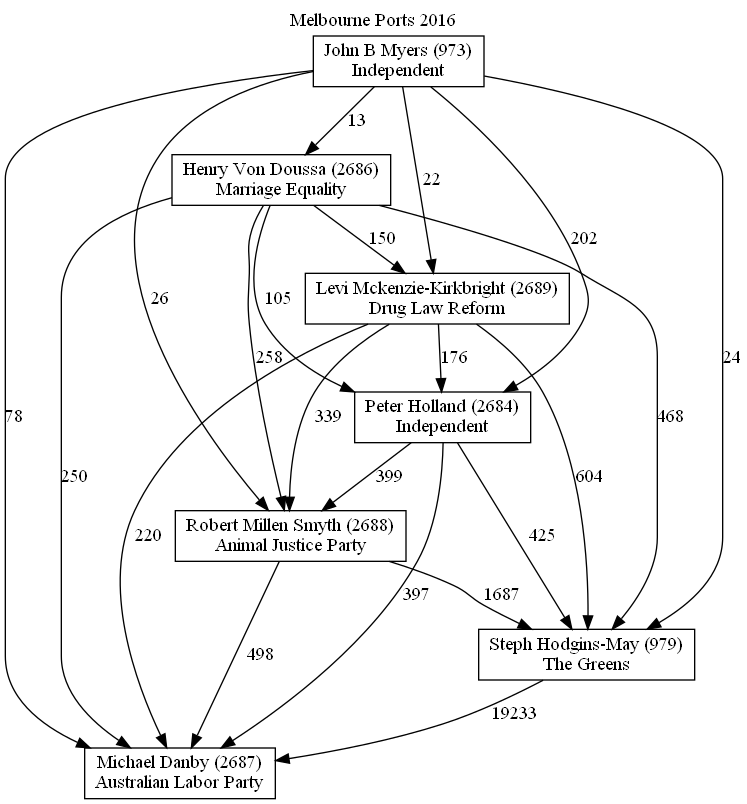 Melbourne Ports 2016
John B Myers (973)
Independent
13
Henry Von Doussa (2686)
Marriage Equality
22
150
202
Levi Mckenzie-Kirkbright (2689)
Drug Law Reform
26
105
258
176
24
Peter Holland (2684)
Independent
339
78
468
250
399
604
Robert Millen Smyth (2688)
Animal Justice Party
220
425
397
1687
Steph Hodgins-May (979)
The Greens
498
19233
Michael Danby (2687)
Australian Labor Party